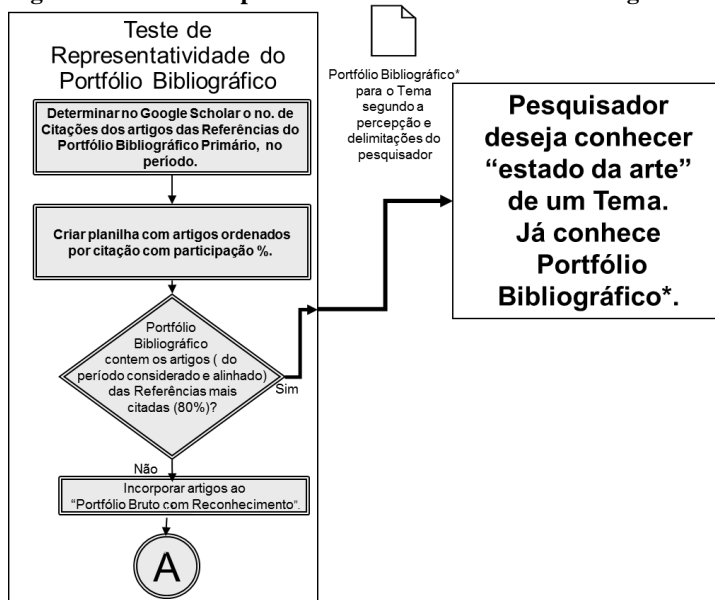 Teste de
Representatividade do
Portfólio Bibliográfico
Determinar no Google Scholar o no. de
Citações dos artigos das Referências do
Portfólio Bibliográfico Primário, no
período.
Criar planilha com artigos ordenados
por citação com participação %.
Portfólio
Bibliográfico
contem os artigos ( do
período considerado e alinhado)
das Referências mais
citadas (80%)?
Sim
Não
Incorporar artigos ao
“Portfólio Bruto com Reconhecimento”.
A
Portfólio Bibliográfico*
para o Tema
segundo a
percepção e
delimitações do
pesquisador
Pesquisador
deseja conhecer
“estado da arte”
de um Tema.
Já conhece
Portfólio
Bibliográfico*.